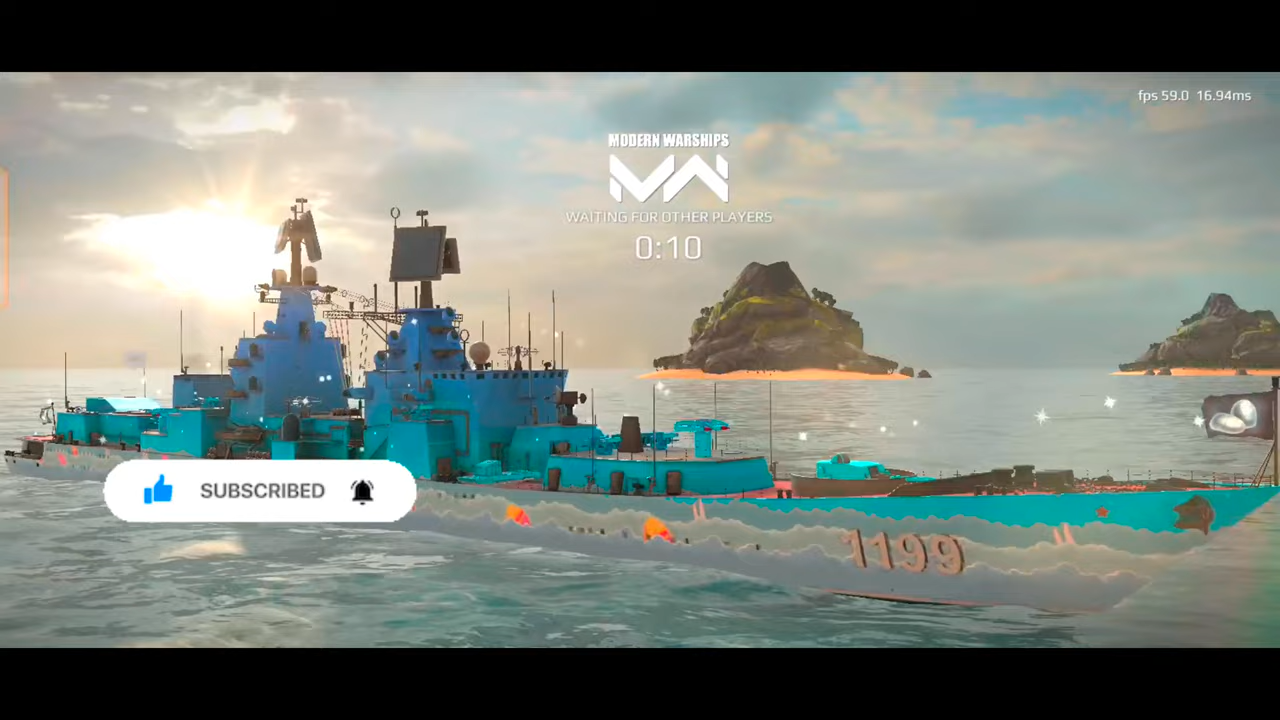 fps 59.0 16.94ms
MODERN WARSHIPS
WAITING FOR OTHER PLAYERS
0:10
SUBSCRIBED
1199